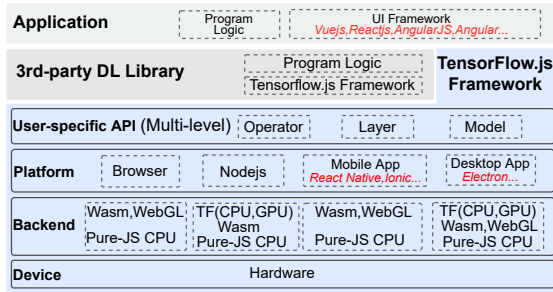 Application
Program
Logic
UI Framework
Vuejs,Reactjs,AngularJS,Angular...
3rd-party DL Library
Program Logic
Tensorflow.js Framework
TensorFlow.js
Framework
User-specific API (Multi-level)
Operator
Layer
Model
Platform
Browser
Nodejs
Mobile App
React Native,Ionic...
Desktop App
Electron...
Backend
Wasm,WebGL
Pure-JS CPU
TF(CPU,GPU)
Wasm
Pure-JS CPU
Wasm,WebGL
Pure-JS CPU
TF(CPU,GPU)
Wasm,WebGL
Pure-JS CPU
Device
Hardware